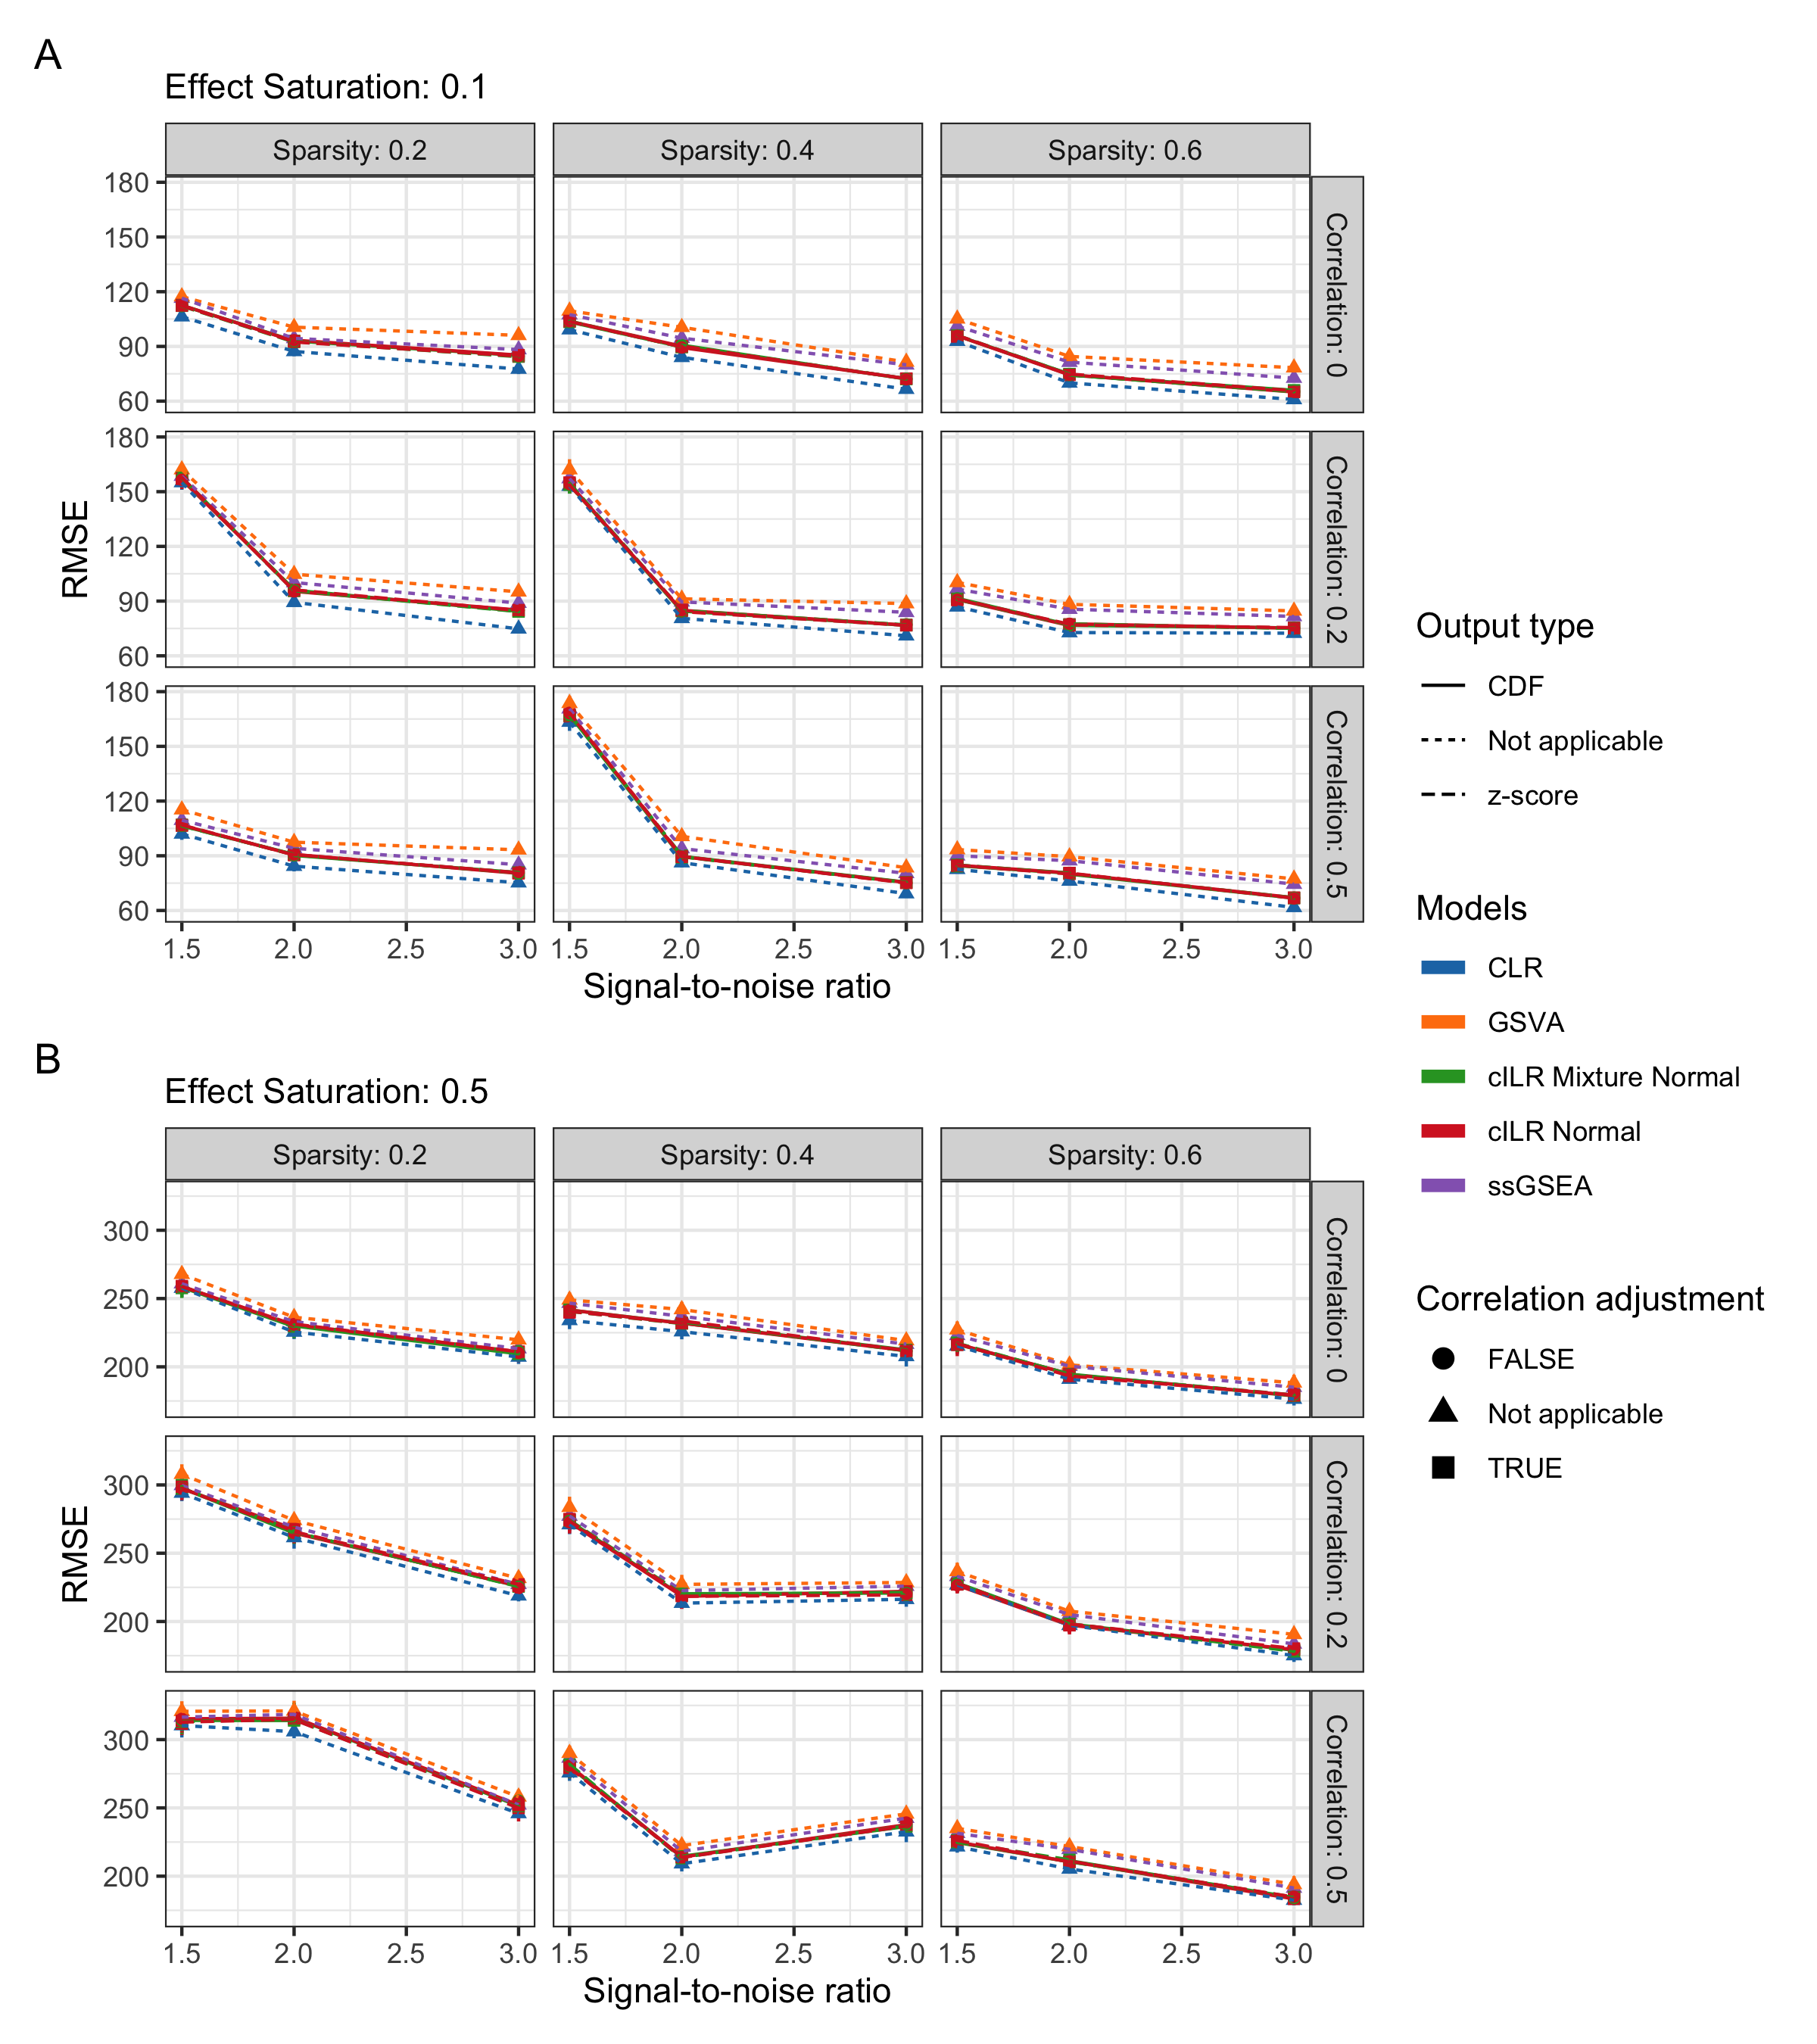 A
Effect Saturation: 0.1
Sparsity: 0.2 Sparsity: 0.4 Sparsity: 0.6
180
150
120
90
60
Correlation: 0
180
150
120
90
60
Correlation: 0.2
180
150
120
90
60
Correlation: 0.5
RMSE
1.5 2.0 2.5 3.0 1.5 2.0 2.5 3.0 1.5 2.0 2.5 3.0
Signal-to-noise ratio
B
Effect Saturation: 0.5
Sparsity: 0.2 Sparsity: 0.4 Sparsity: 0.6
300
250
200
Correlation: 0
300
250
200
Correlation: 0.2
300
250
200
Correlation: 0.5
RMSE
1.5 2.0 2.5 3.0 1.5 2.0 2.5 3.0 1.5 2.0 2.5 3.0
Signal-to-noise ratio
Output type
CDF
Not applicable
z-score
Models
CLR
GSVA
cILR Mixture Normal
cILR Normal
ssGSEA
Correlation adjustment
FALSE
Not applicable
TRUE